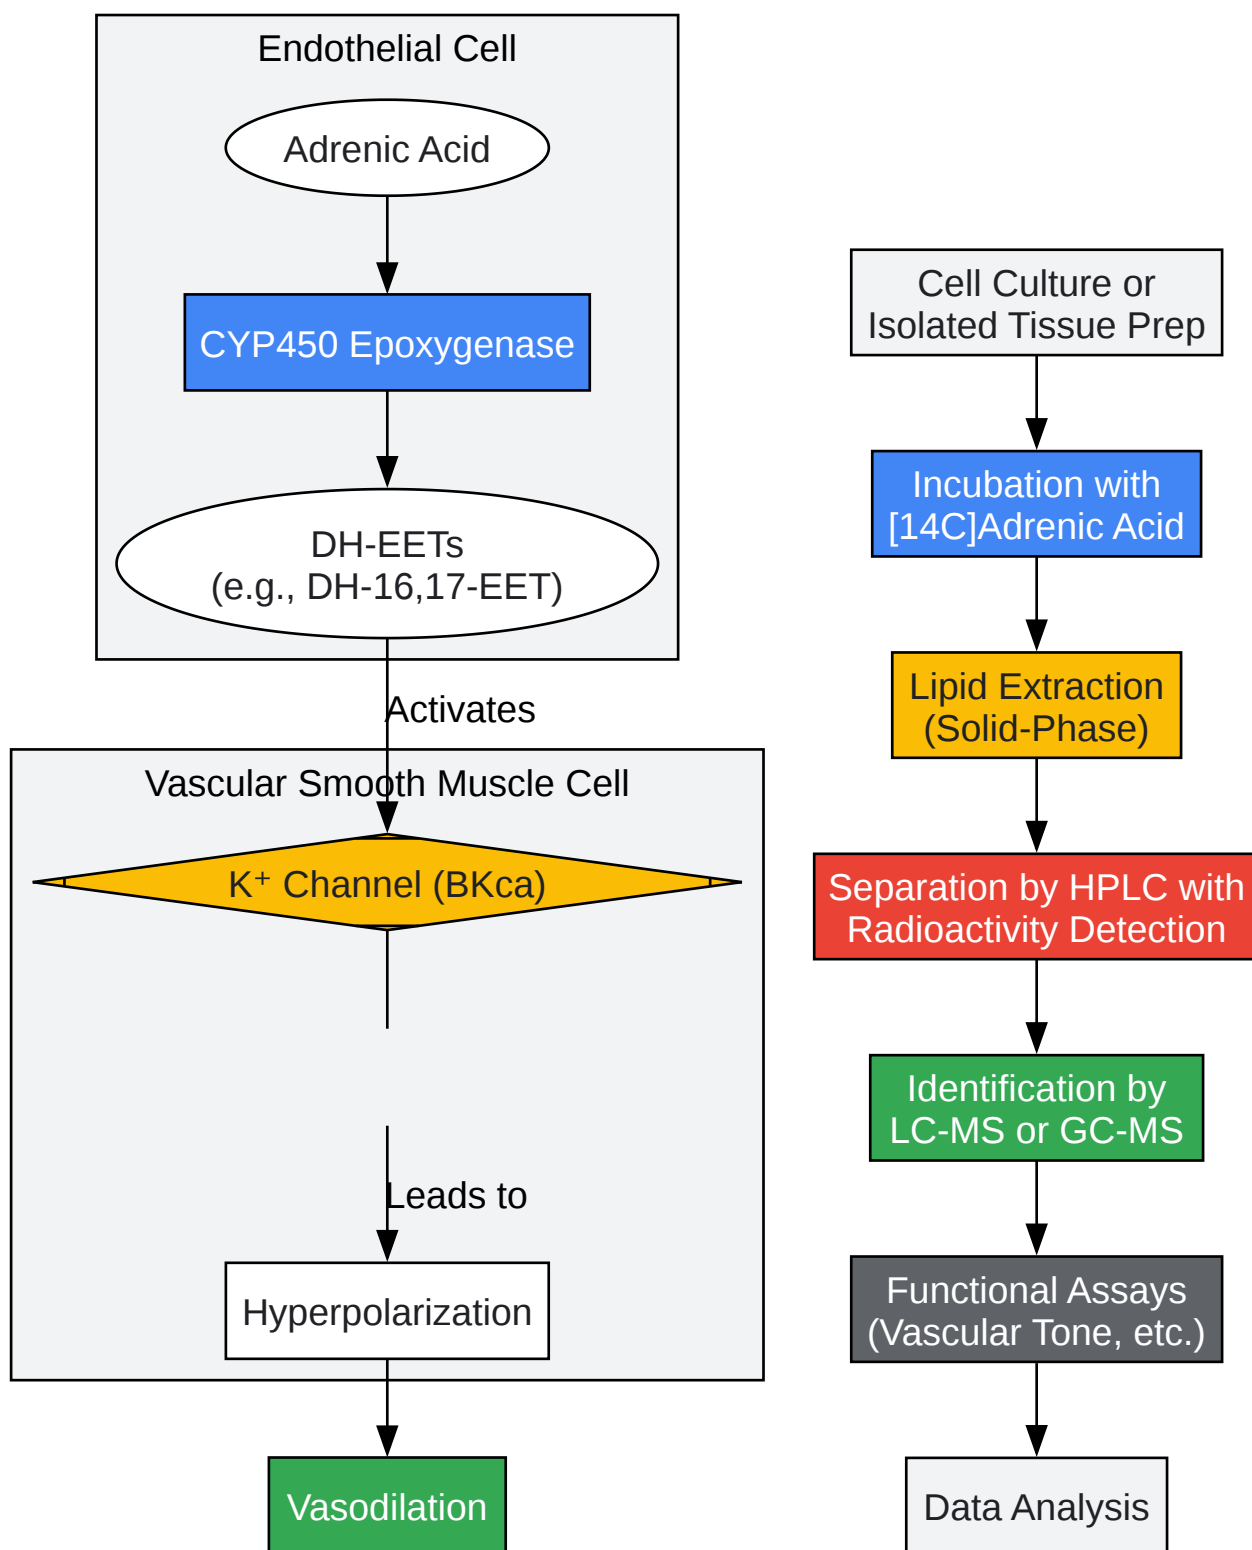 Endothelial Cell
Adrenic Acid
CYP450 Epoxygenase
DH-EETs
(e.g., DH-16,17-EET)
Activates
Vascular Smooth Muscle Cell
K⁺ Channel (BKca)
Leads to
Hyperpolarization
Vasodilation
Cell Culture or
Isolated Tissue Prep
Incubation with
[14C]Adrenic Acid
Lipid Extraction
(Solid-Phase)
Separation by HPLC with
Radioactivity Detection
Identification by
LC-MS or GC-MS
Functional Assays
(Vascular Tone, etc.)
Data Analysis